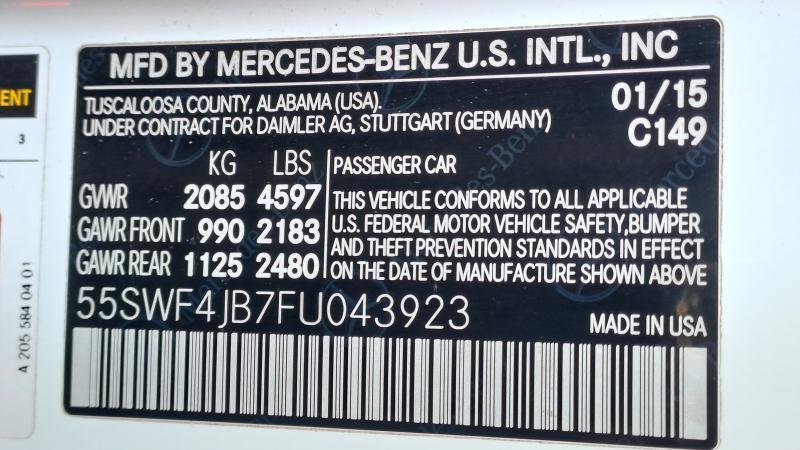 MFD BY MERCEDES-BENZ U.S. INTL., INC
TUSCALOOSA COUNTY, ALABAMA (USA).
UNDER CONTRACT FOR DAIMLER AG, STUTTGART (GERMANY)
01/15
C149
KG LBS
GVWR 2085 4597
GAWR FRONT 990 2183
GAWR REAR 1125 2480
PASSENGER CAR
THIS VEHICLE CONFORMS TO ALL APPLICABLE
U.S. FEDERAL MOTOR VEHICLE SAFETY,BUMPER
AND THEFT PREVENTION STANDARDS IN EFFECT
ON THE DATE OF MANUFACTURE SHOWN ABOVE
55SWF4JB7FU043923
MADE IN USA
ENT
3
A 205 584 04 01